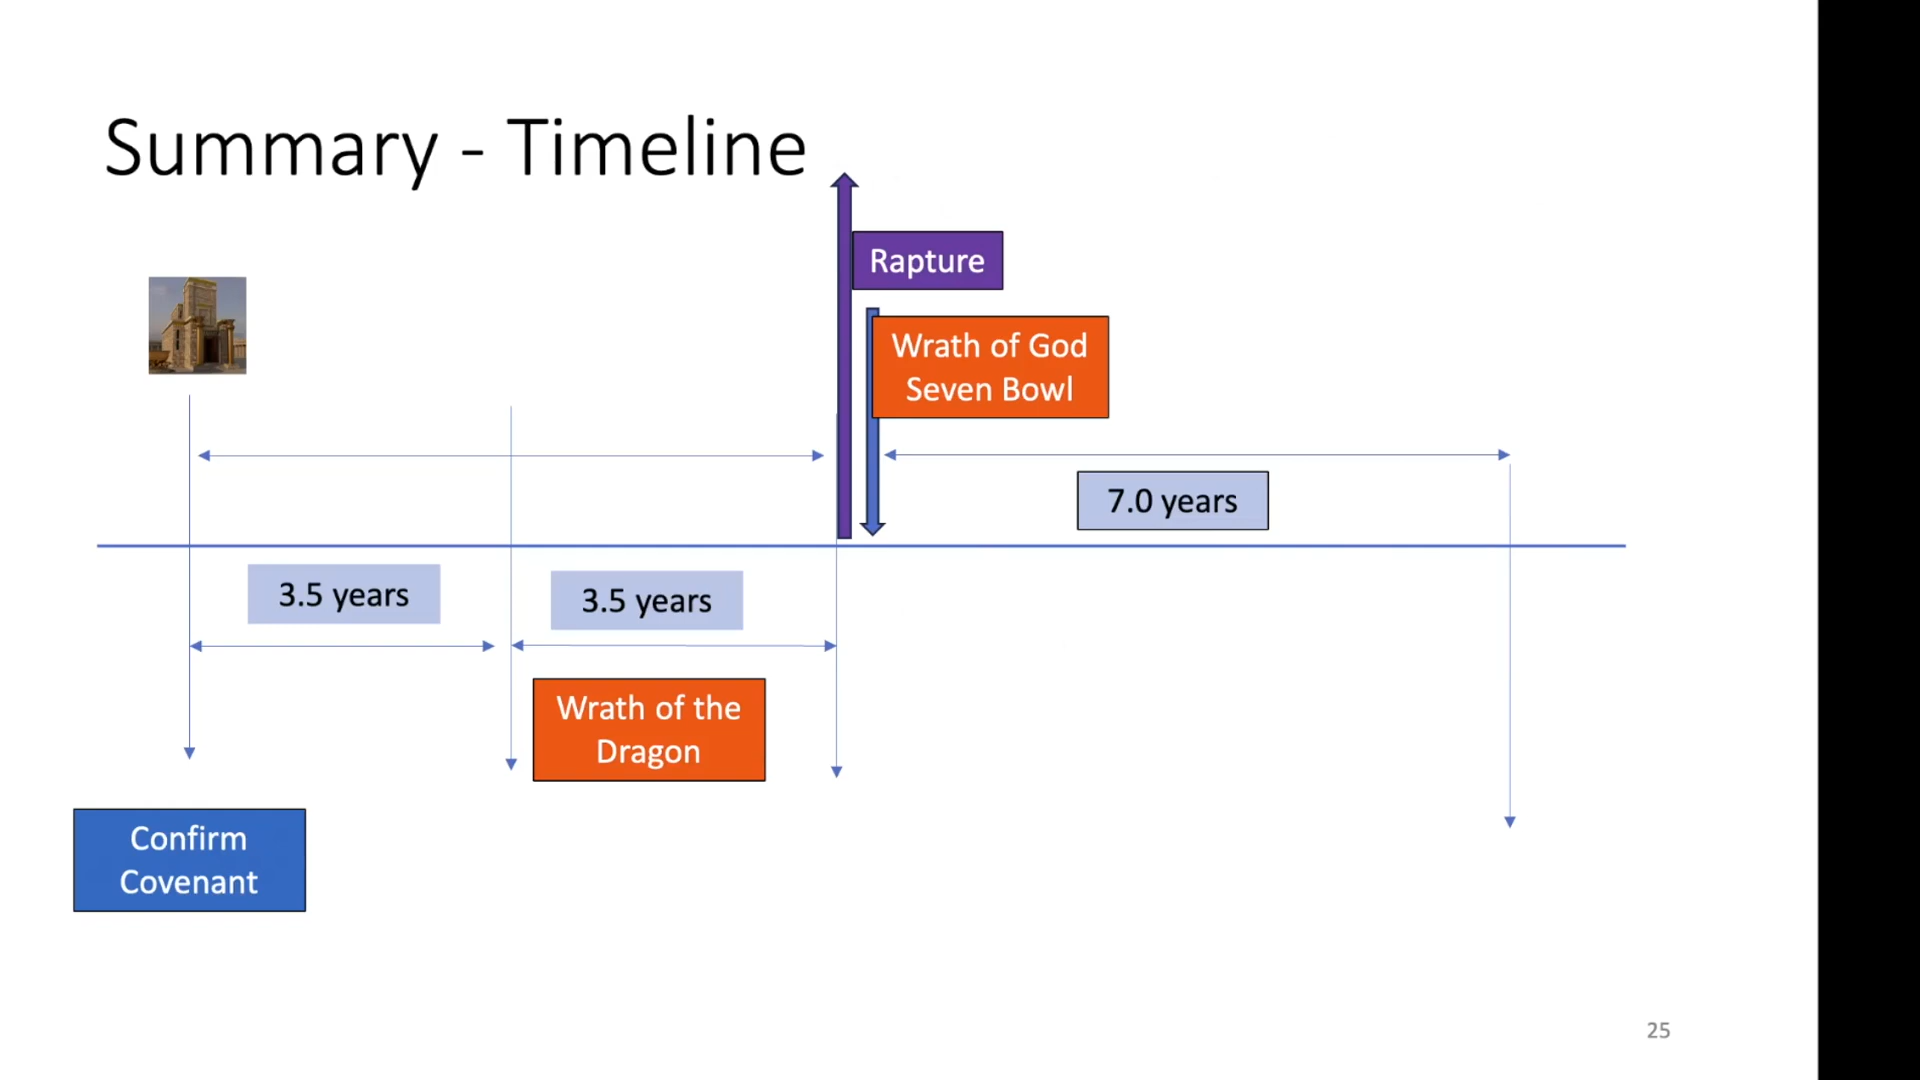 Summary - Timeline
Rapture
Wrath of God
Seven Bowl
7.0 years
3.5 years
3.5 years
Wrath of the
Dragon
Confirm
Covenant
25